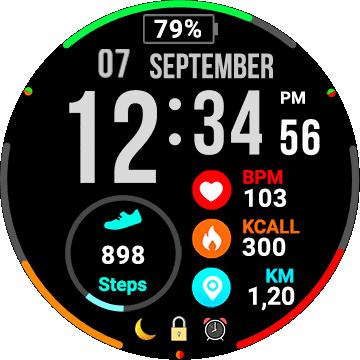 79%
07 SEPTEMBER
12:34 PM
56
BPM
103
898
Steps
KCALL
300
KM
1,20